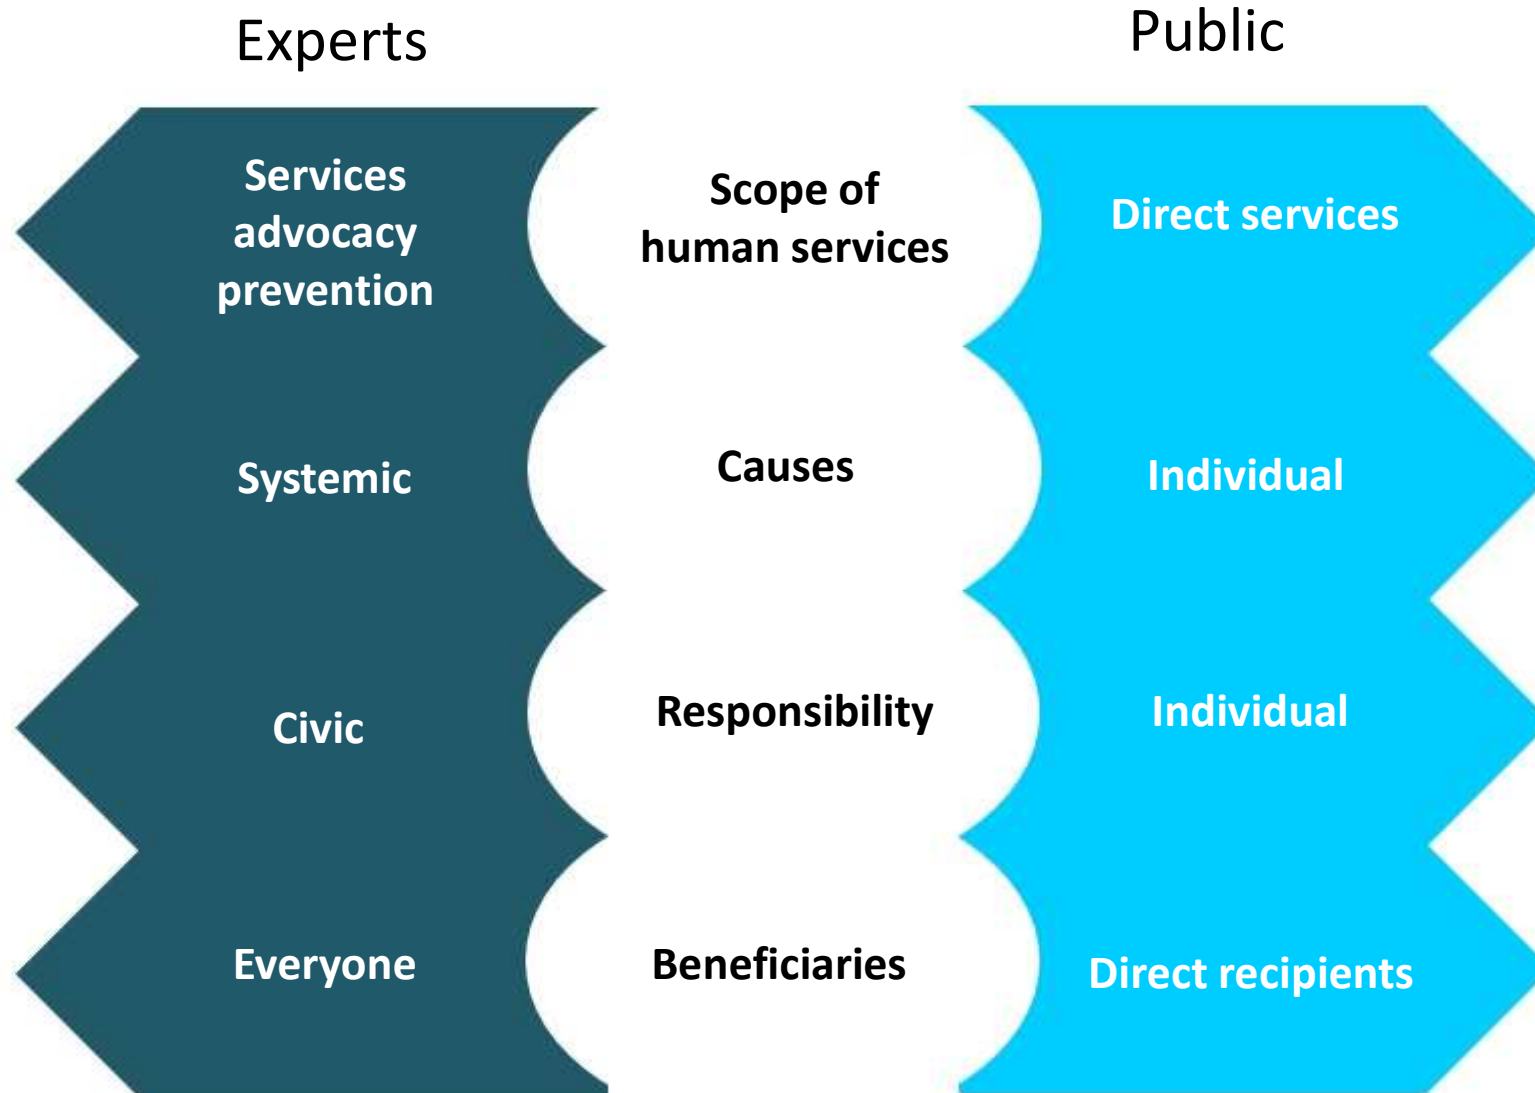 Experts
Public
Services
advocacy
prevention
Scope of
human services
Direct services
Systemic
Causes
Individual
Civic
Responsibility
Individual
Everyone
Beneficiaries
Direct recipients